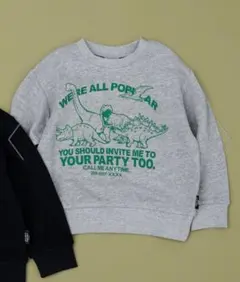 WE'RE ALL POPULAR
YOU SHOULD INVITE ME TO
YOUR PARTY TOO.
CALL ME ANYTIME.